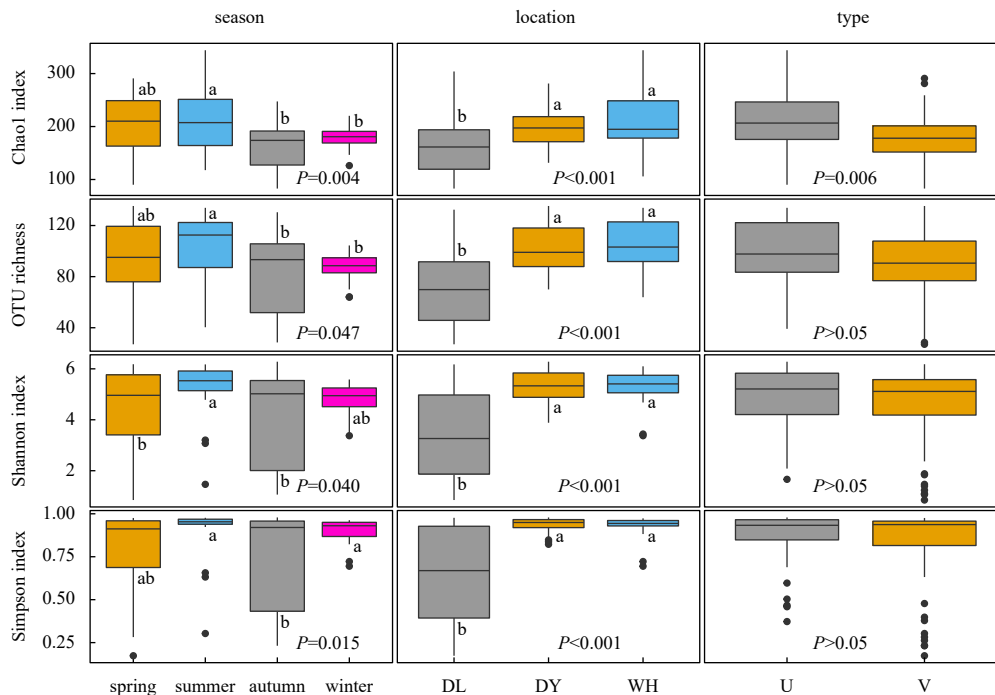 season location type
Chao1 index
300
200
100
ab a b b
P=0.004
b a a
P<0.001
P=0.006
OTU richness
120
80
40
ab a b b
P=0.047
b a a
P<0.001
P>0.05
Shannon index
6
4
2
b a b ab
P=0.040
b a a
P<0.001
P>0.05
Simpson index
1.00
0.75
0.50
0.25
ab a b a
P=0.015
b a a
P<0.001
P>0.05
spring summer autumn winter DL DY WH U V